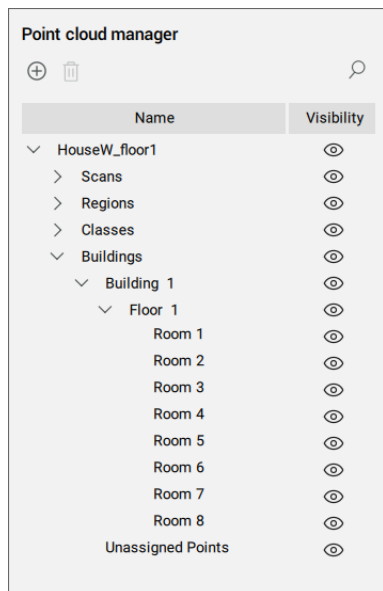 Point cloud manager
Name Visibility
HouseW_floor1
Scans
Regions
Classes
Buildings
Building 1
Floor 1
Room 1
Room 2
Room 3
Room 4
Room 5
Room 6
Room 7
Room 8
Unassigned Points